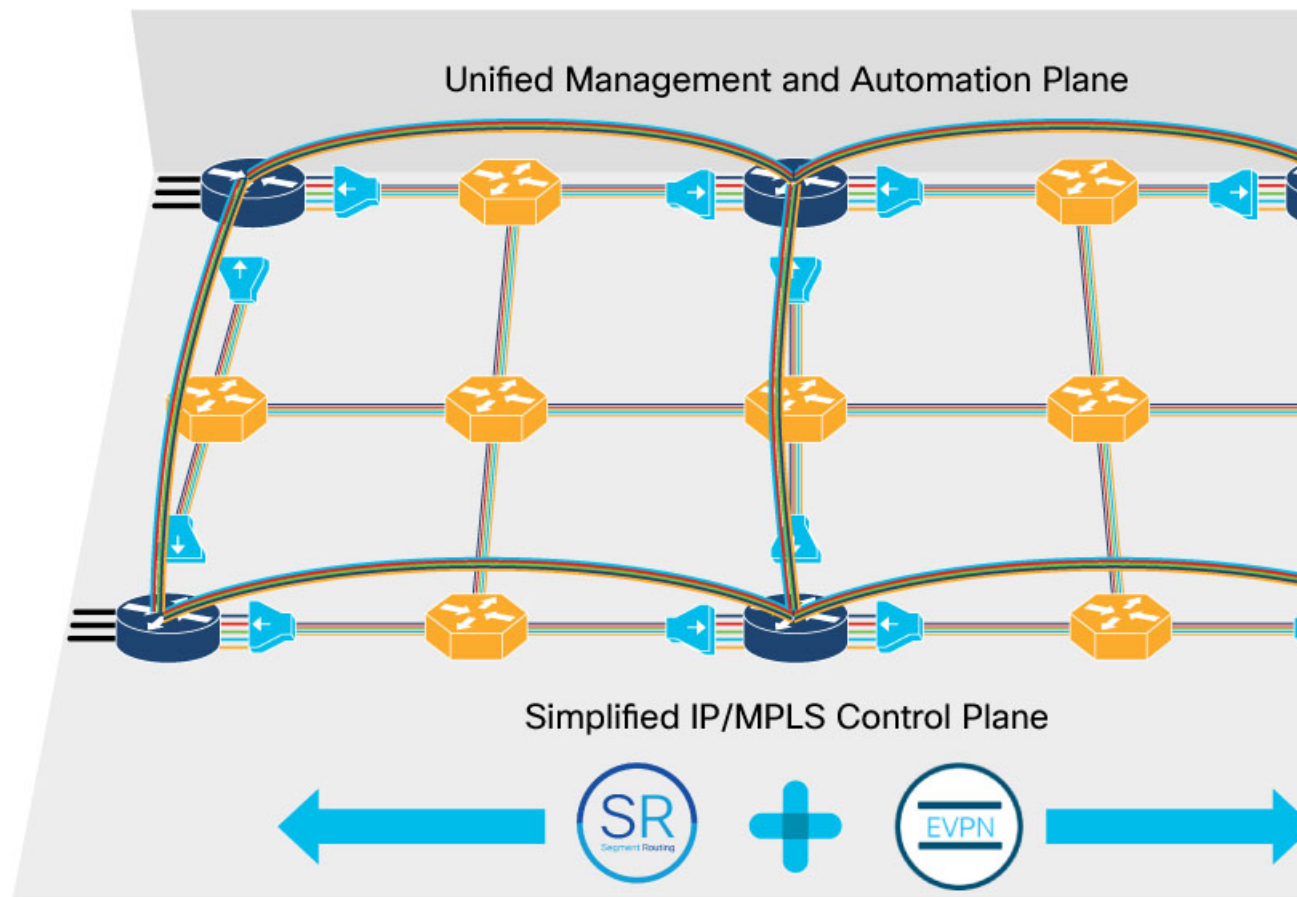 Unified Management and Automation Plane
Simplified IP/MPLS Control Plane
SR
Segment Routing
EVPN